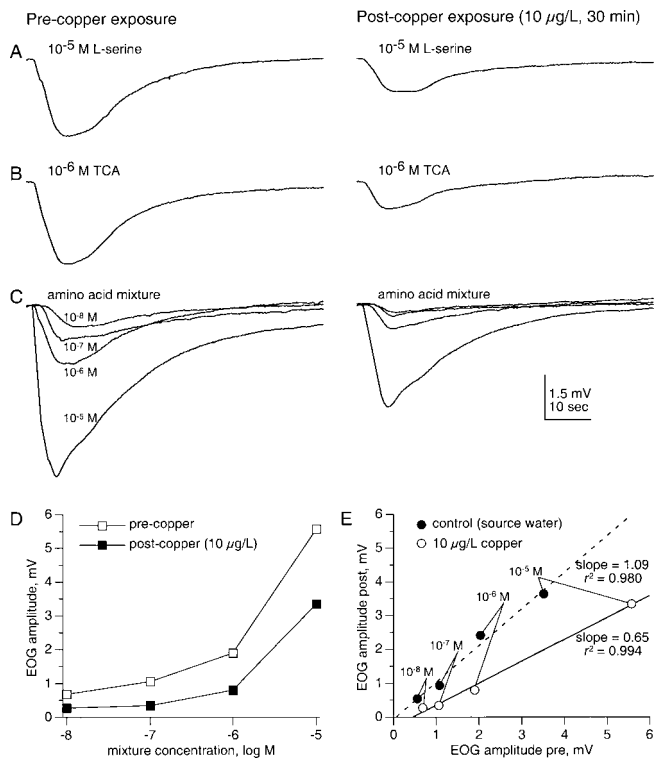 Pre-copper exposure
Post-copper exposure (10 µg/L, 30 min)
A
10-5 M L-serine
10-5 M L-serine
B
10-6 M TCA
10-6 M TCA
C
amino acid mixture
amino acid mixture
10-8 M
10-7 M
10-6 M
10-5 M
1.5 mV
10 sec
D
pre-copper
post-copper (10 µg/L)
EOG amplitude, mV
6
5
4
3
2
1
0
-8
-7
-6
-5
mixture concentration, log M
E
control (source water)
10 µg/L copper
EOG amplitude post, mV
6
5
4
3
2
1
0
10-5 M
10-6 M
10-7 M
10-8 M
slope = 1.09
r2 = 0.980
slope = 0.65
r2 = 0.994
0
1
2
3
4
5
6
EOG amplitude pre, mV